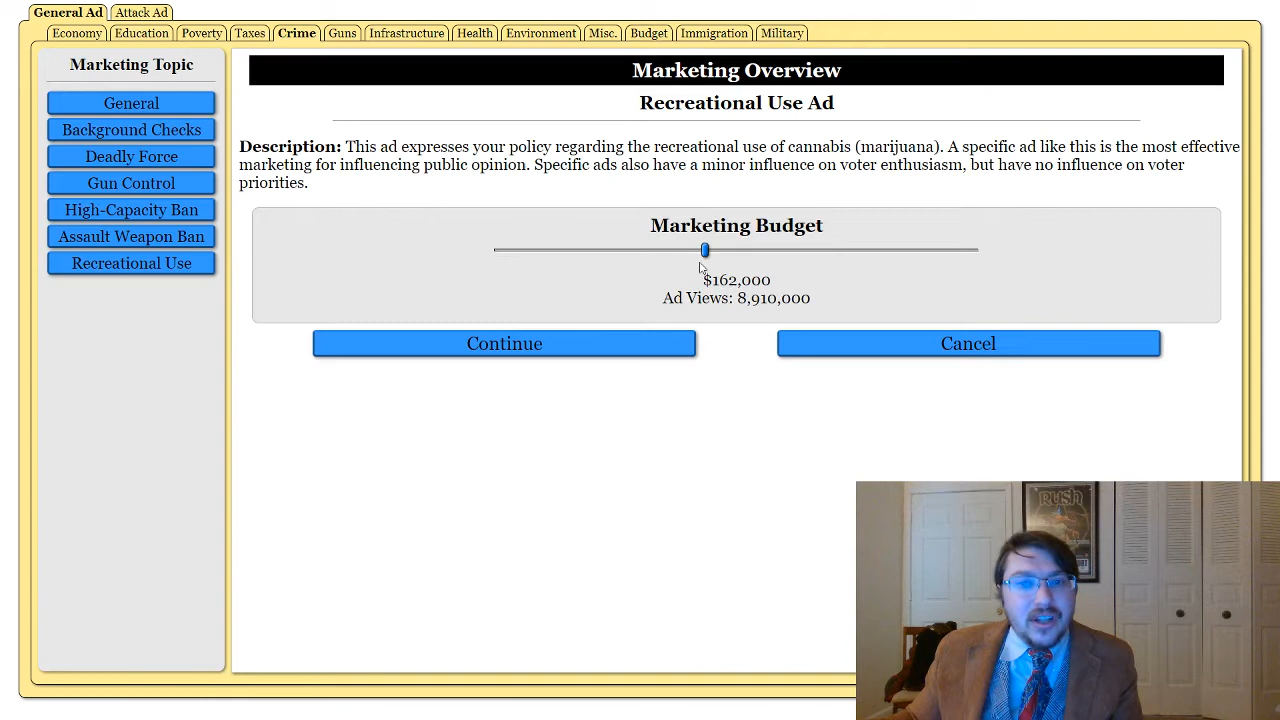 General Ad
Attack Ad
Economy
Education
Poverty
Taxes
Crime
Guns
Infrastructure
Health
Environment
Misc.
Budget
Immigration
Military
Marketing Topic
General
Background Checks
Deadly Force
Gun Control
High-Capacity Ban
Assault Weapon Ban
Recreational Use
Marketing Overview
Recreational Use Ad
Description: This ad expresses your policy regarding the recreational use of cannabis (marijuana). A specific ad like this is the most effective
marketing for influencing public opinion. Specific ads also have a minor influence on voter enthusiasm, but have no influence on voter
priorities.
Marketing Budget
$162,000
Ad Views: 8,910,000
Continue
Cancel
RUSH